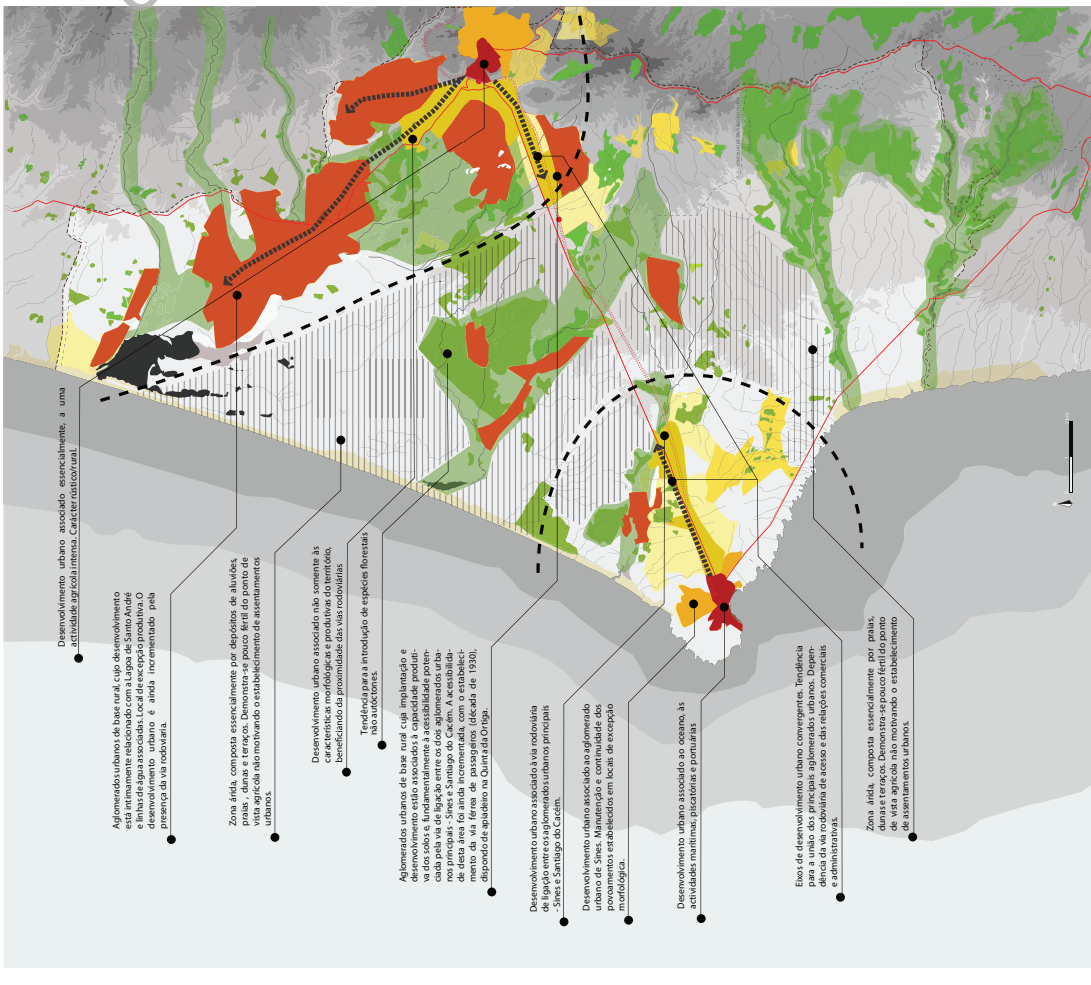 Desenvolvimento urbano associado essencialmente, a uma
actividade agrícola intensa. Carácter rústico/rural.
Aglomerados urbanos de base rural, cujo desenvolvimento
está intimamente relacionado com a Lagoa de Santo André
e linhas de água associadas. Local de excepção produtiva. O
desenvolvimento urbano é ainda incrementado pela
presença da via rodoviaria.
Zona árida, composta essencialmente por depósitos de aluviões,
praias , dunas e terraços. Demonstra-se pouco fértil do ponto de
vista agrícola não motivando o estabelecimento de assentamentos
urbanos.
Desenvolvimento urbano associado não somente às
características morfológicas e produtivas do território,
beneficiando da proximidade das vias rodoviárias
Tendência para a introdução de espécies florestais
não autóctones.
Aglomerados urbanos de base rural cuja implantação e
desenvolvimento estão associados à capacidade produti-
va dos solos e, fundamentalmente à acessibilidade poten-
ciada pela via de ligação entre os dois aglomerados urba-
nos principais - Sines e Santiago do Cacém. A acessibilida-
de desta área foi ainda incrementada, com o estabeleci-
mento da via férrea de passageiros (década de 1930),
dispondo de apiadeiro na Quinta da Ortiga.
Desenvolvimento urbano associado à via rodoviária
de ligação entre os aglomerados urbanos principais
- Sines e Santiago do Cacém.
Desenvolvimento urbano associado ao aglomerado
urbano de Sines. Manutenção e continuidade dos
povoamentos estabelecidos em locais de excepção
morfológica.
Desenvolvimento urbano associado ao oceano, às
actividades marítimas, piscatórias e portuárias
Eixos de desenvolvimento urbano convergentes. Tendência
para a união dos principais aglomerados urbanos. Depen-
dência da via rodoviária de acesso e das relações comerciais
e administrativas.
Zona árida, composta essencialmente por praias,
dunas e terraços. Demonstra-se pouco fértil do ponto
de vista agrícola não motivando o estabelecimento
de assentamentos urbanos.